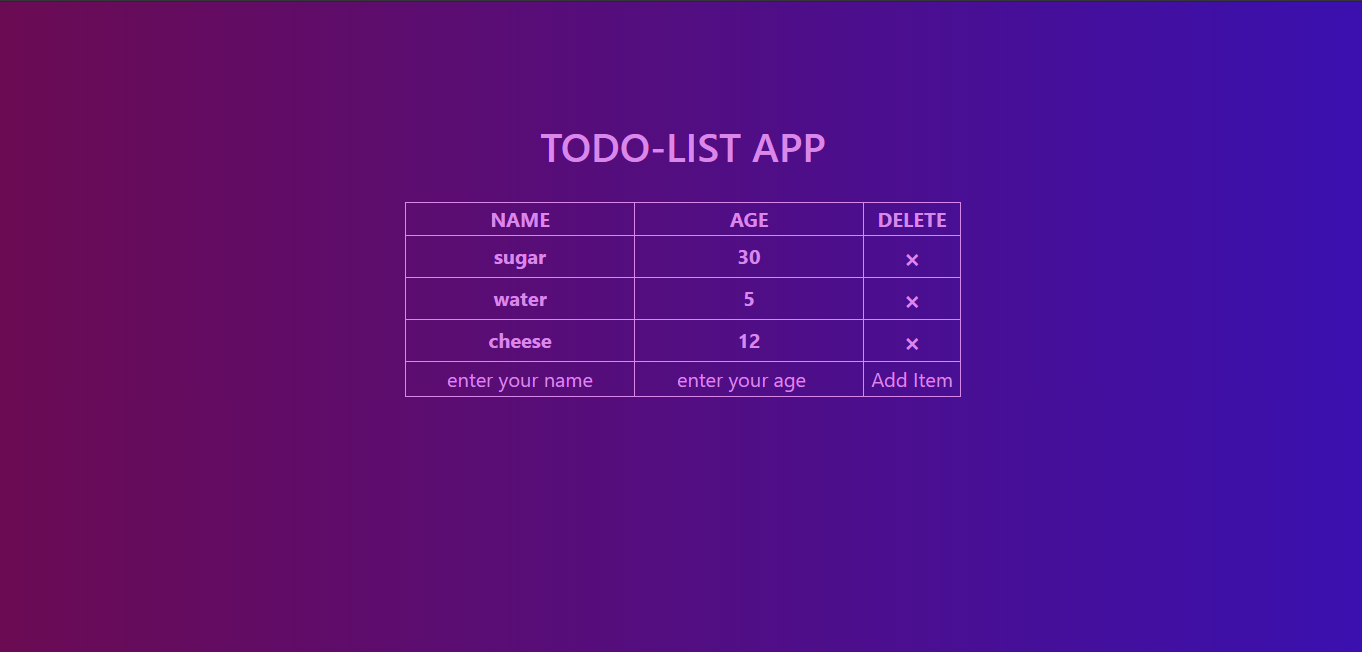 TODO-LIST APP
NAME AGE DELETE
sugar 30 ×
water 5 ×
cheese 12 ×
enter your name enter your age Add Item